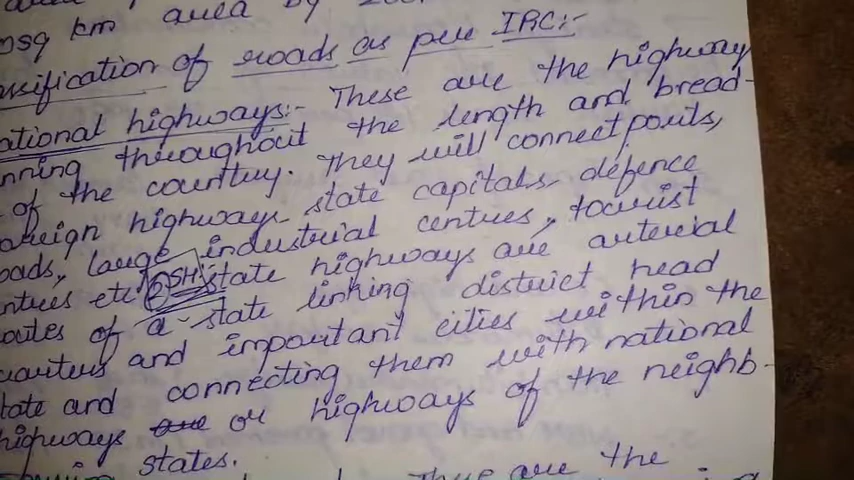 area by
sq km
ssification of roads as per IRC:-
ational highways:- These are the highway
nning throughout the length and bread-
of the country. They will connect ports,
oreign highways state capitals, defence
oads, large industrial centres, tourist
ntres etc. ② SH: state highways are arterial
outes of a state linking district head
uarters and important cities within the
tate and connecting them with national
highways or highways of the neighb-
states.
These are the